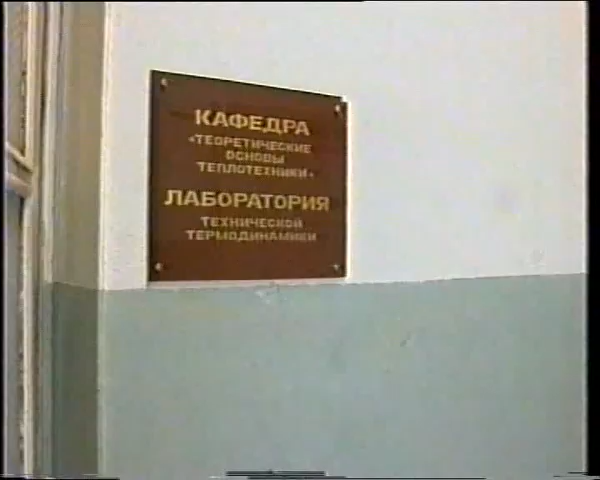 КАФЕДРА
«ТЕОРЕТИЧЕСКИЕ
ОСНОВЫ
ТЕПЛОТЕХНИКИ»
ЛАБОРАТОРИЯ
ТЕХНИЧЕСКОЙ
ТЕРМОДИНАМИКИ